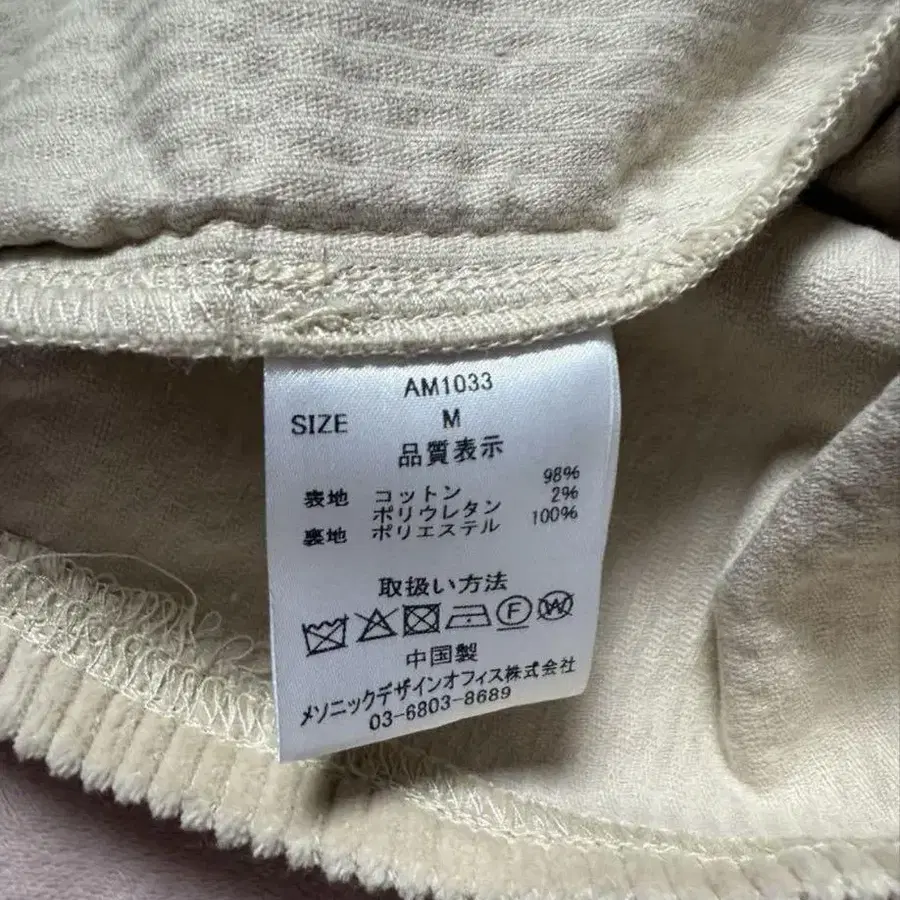 AM1033
SIZE M
品質表示
表地 コットン 98%
ポリウレタン 2%
裏地 ポリエステル 100%
取扱い方法
F W
中国製
メソニックデザインオフィス株式会社
03-6803-8689